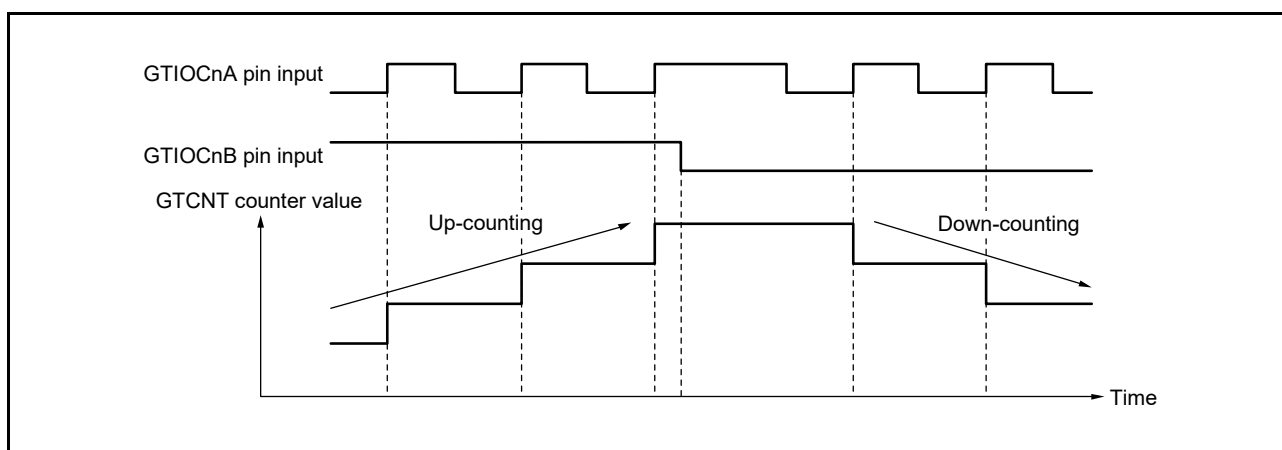 GTIOCnA pin input
GTIOCnB pin input
GTCNT counter value
Up-counting
Down-counting
Time